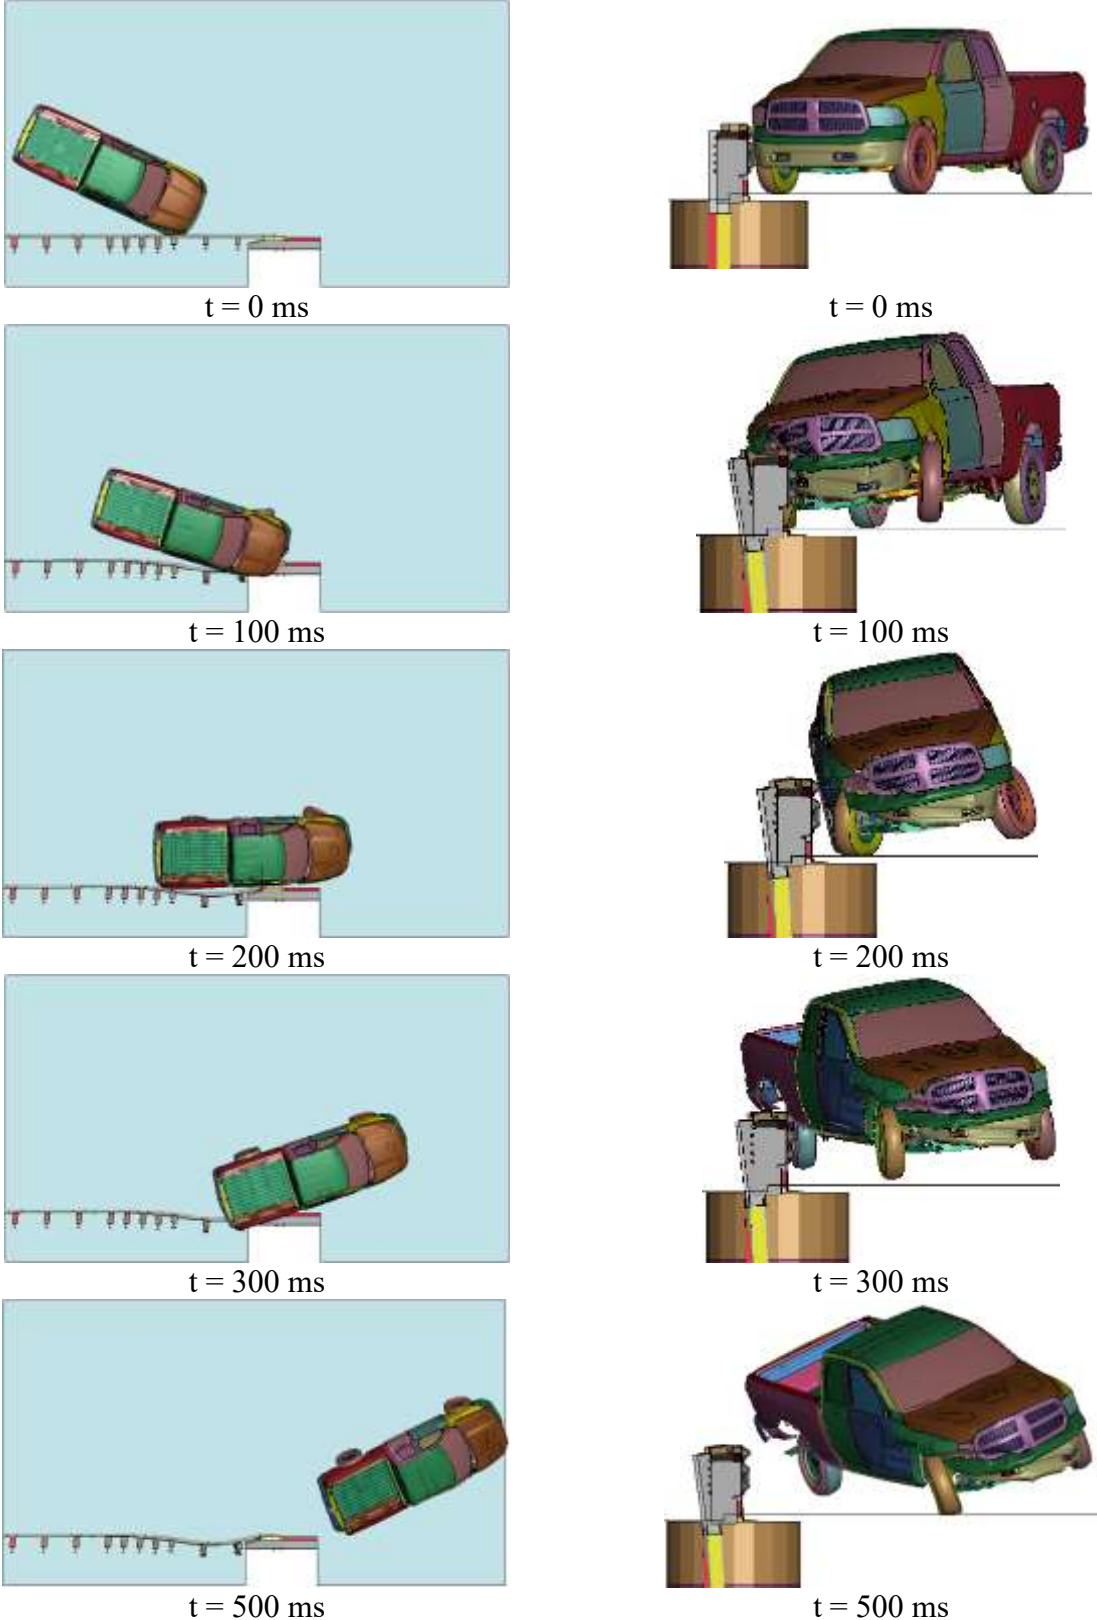 t = 0 ms
t = 0 ms
t = 100 ms
t = 100 ms
t = 200 ms
t = 200 ms
t = 300 ms
t = 300 ms
t = 500 ms
t = 500 ms